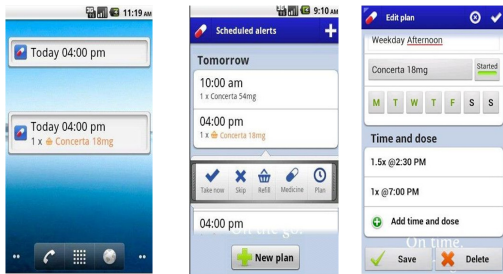 11:19 AM
Today 04:00 pm
Today 04:00 pm
1 x Concerta 18mg
9:10 AM
Scheduled alerts
Tomorrow
10:00 am
1 x Concerta 54mg
04:00 pm
1 x Concerta 18mg
Take now Skip Refill Medicine Plan
04:00 pm
On the go.
New plan
Edit plan
Weekday Afternoon
Concerta 18mg Started
M T W T F S S
Time and dose
1.5x @2:30 PM
1x @7:00 PM
Add time and dose
On time.
Save Delete